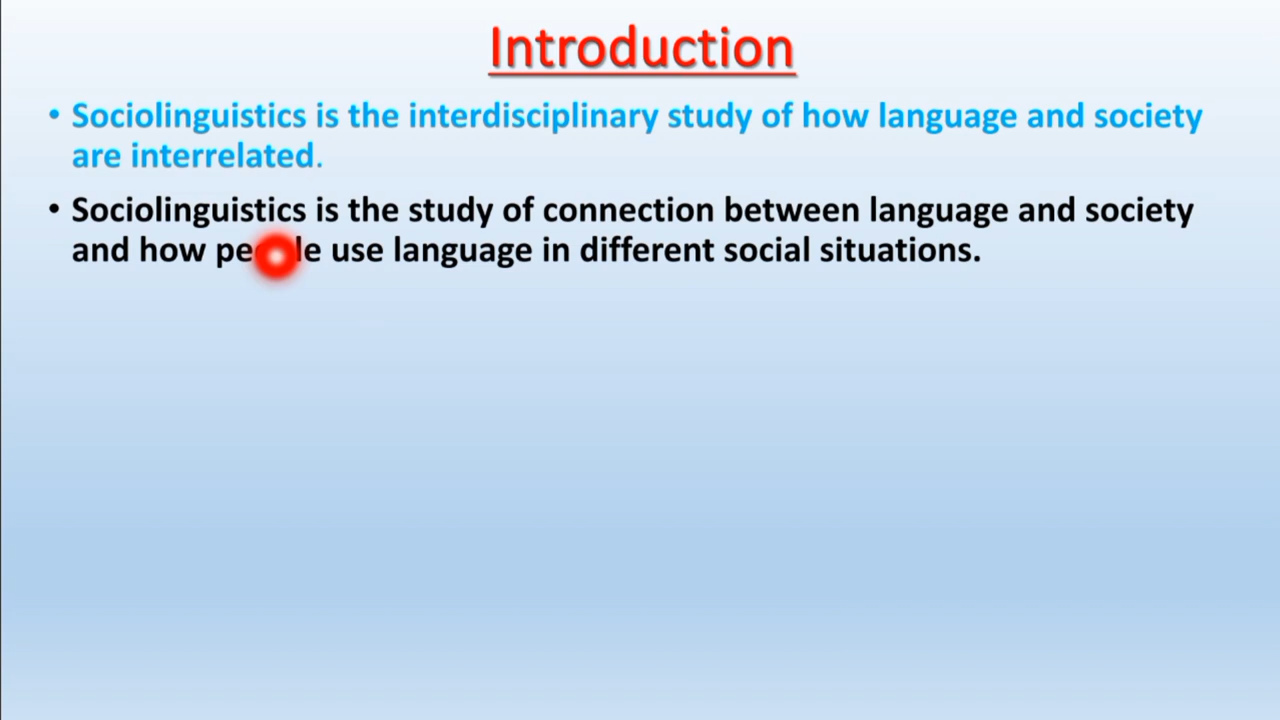 Introduction
• Sociolinguistics is the interdisciplinary study of how language and society
are interrelated.
• Sociolinguistics is the study of connection between language and society
and how people use language in different social situations.